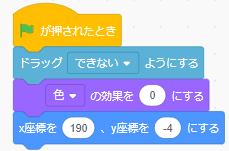 が押されたとき
ドラッグ できない ようにする
色 の効果を 0 にする
x座標を 190 、y座標を -4 にする